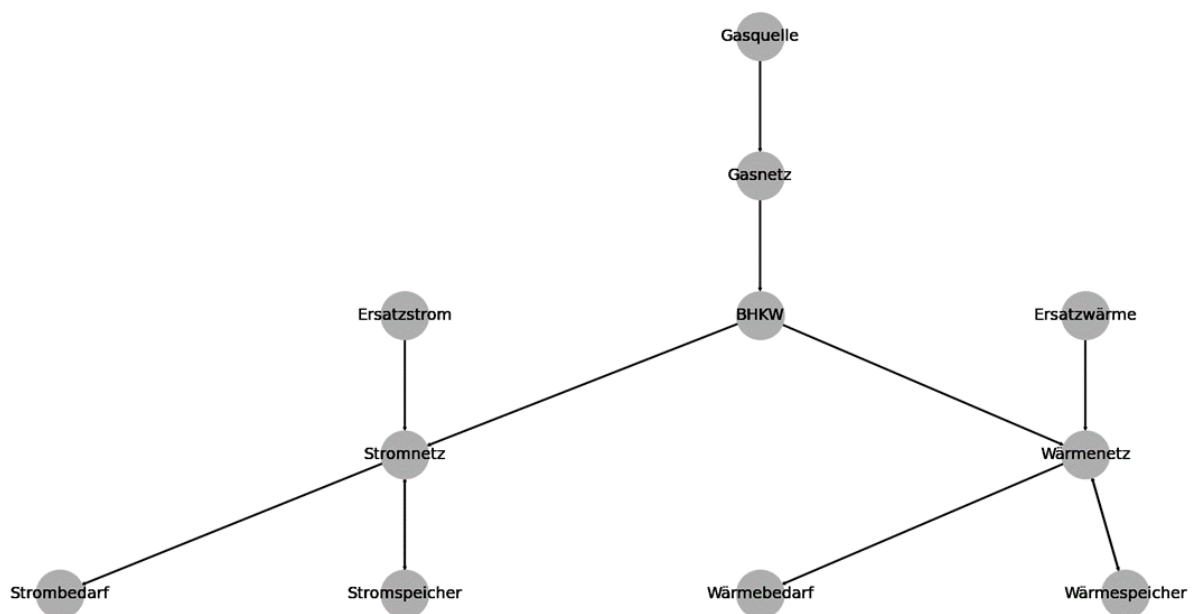 Gasquelle
Gasnetz
Ersatzstrom
BHKW
Ersatzwärme
Stromnetz
Wärmenetz
Strombedarf
Stromspeicher
Wärmebedarf
Wärmespeicher